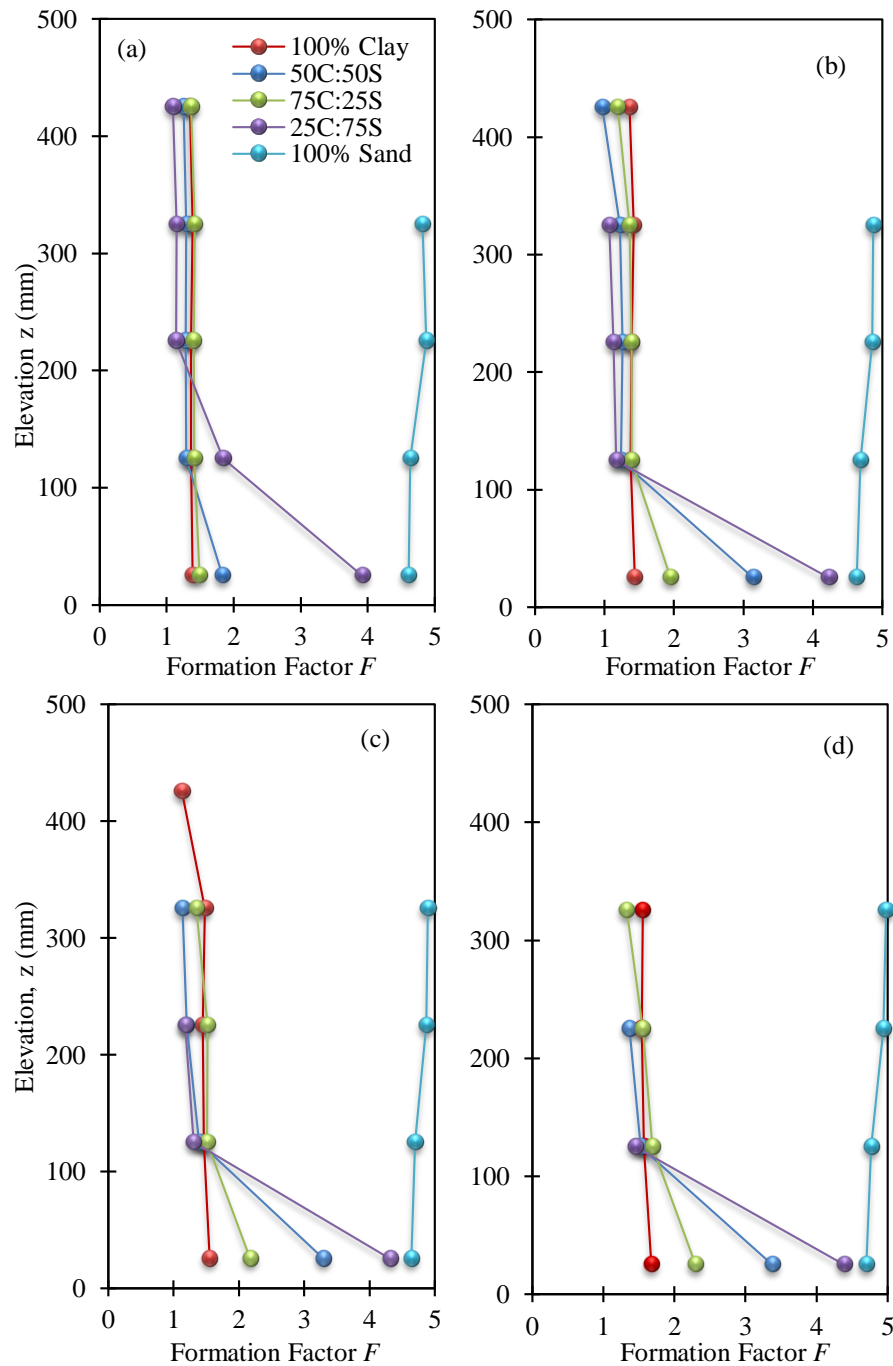 500
400
300
200
100
0
Elevation z (mm)
(a)
100% Clay
50C:50S
75C:25S
25C:75S
100% Sand
0 1 2 3 4 5
Formation Factor F
500
400
300
200
100
0
(b)
0 1 2 3 4 5
Formation Factor F
500
400
300
200
100
0
Elevation, z (mm)
(c)
0 1 2 3 4 5
Formation Factor F
500
400
300
200
100
0
(d)
0 1 2 3 4 5
Formation Factor F